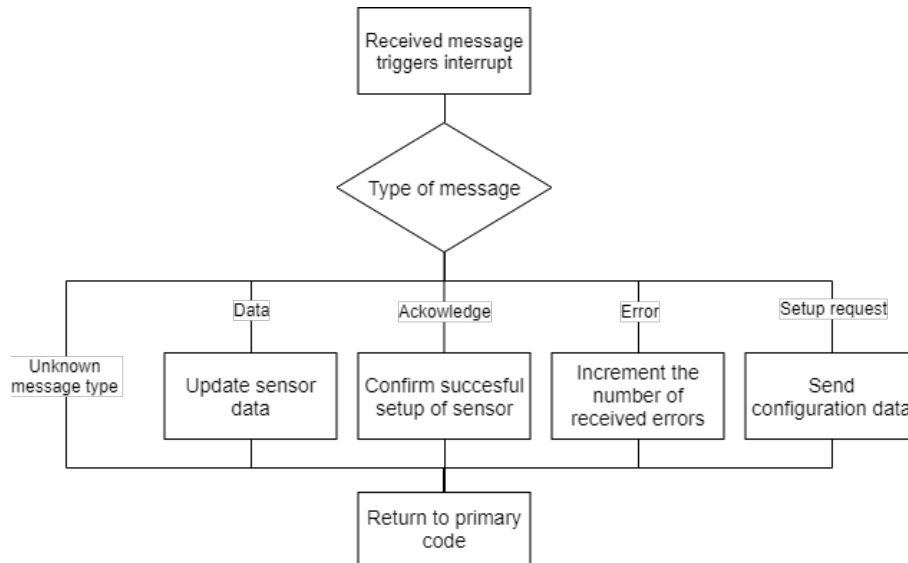 Received message
triggers interrupt
Type of message
Data
Ackowledge
Error
Setup request
Unknown
message type
Update sensor
data
Confirm succesful
setup of sensor
Increment the
number of
received errors
Send
configuration data
Return to primary
code